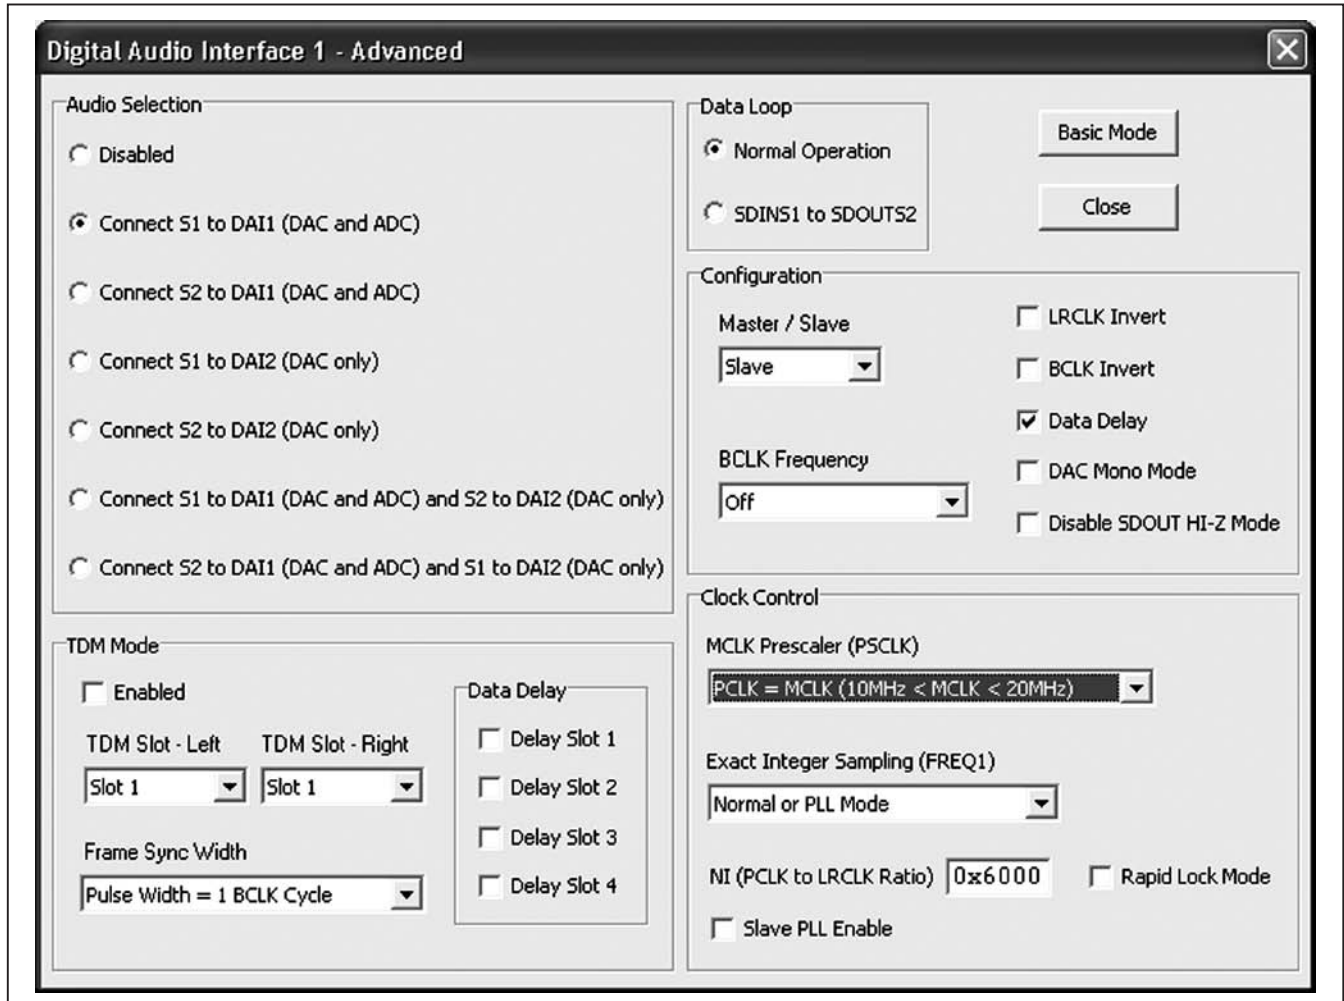 Digital Audio Interface 1 - Advanced
Audio Selection
Disabled
Connect S1 to DAI1 (DAC and ADC)
Connect S2 to DAI1 (DAC and ADC)
Connect S1 to DAI2 (DAC only)
Connect S2 to DAI2 (DAC only)
Connect S1 to DAI1 (DAC and ADC) and S2 to DAI2 (DAC only)
Connect S2 to DAI1 (DAC and ADC) and S1 to DAI2 (DAC only)
TDM Mode
Enabled
TDM Slot - Left TDM Slot - Right
Slot 1 Slot 1
Frame Sync Width
Pulse Width = 1 BCLK Cycle
Data Delay
Delay Slot 1
Delay Slot 2
Delay Slot 3
Delay Slot 4
Data Loop
Normal Operation
SDINS1 to SDOUTS2
Basic Mode
Close
Configuration
Master / Slave
Slave
BCLK Frequency
Off
LRCLK Invert
BCLK Invert
Data Delay
DAC Mono Mode
Disable SDOUT HI-Z Mode
Clock Control
MCLK Prescaler (PSCLK)
PCLK = MCLK (10MHz < MCLK < 20MHz)
Exact Integer Sampling (FREQ1)
Normal or PLL Mode
NI (PCLK to LRCLK Ratio) 0x6000 Rapid Lock Mode
Slave PLL Enable